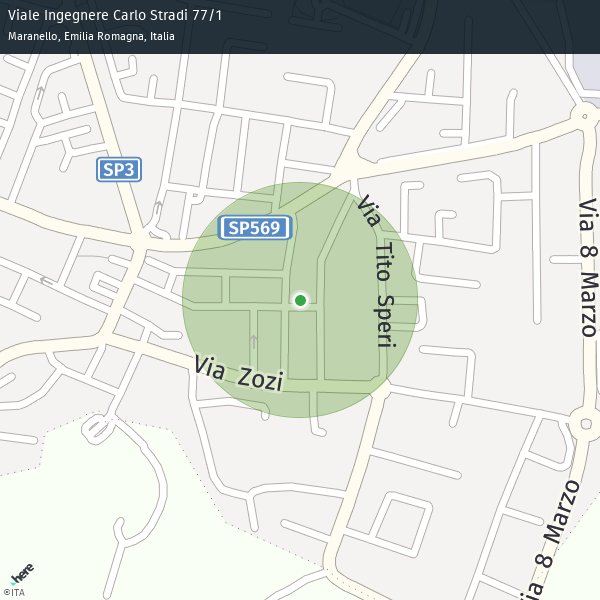 Viale Ingegnere Carlo Stradi 77/1
Maranello, Emilia Romagna, Italia
SP3
SP569
Via Tito Speri
Via 8 Marzo
Via Zozi
Via 8 Marzo
here
©ITA